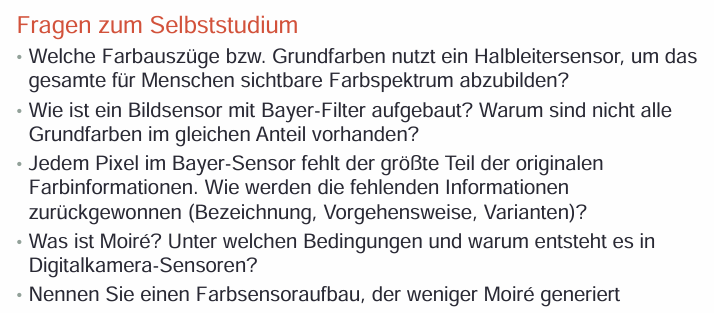 Fragen zum Selbststudium
• Welche Farbauszüge bzw. Grundfarben nutzt ein Halbleitersensor, um das
gesamte für Menschen sichtbare Farbspektrum abzubilden?
• Wie ist ein Bildsensor mit Bayer-Filter aufgebaut? Warum sind nicht alle
Grundfarben im gleichen Anteil vorhanden?
• Jedem Pixel im Bayer-Sensor fehlt der größte Teil der originalen
Farbinformationen. Wie werden die fehlenden Informationen
zurückgewonnen (Bezeichnung, Vorgehensweise, Varianten)?
• Was ist Moiré? Unter welchen Bedingungen und warum entsteht es in
Digitalkamera-Sensoren?
• Nennen Sie einen Farbsensoraufbau, der weniger Moiré generiert